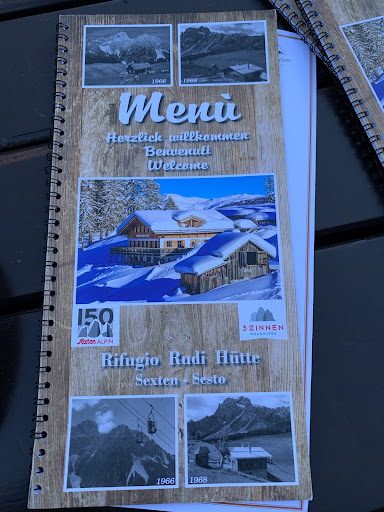 1966
1968
Menù
Herzlich willkommen
Benvenuti
Welcome
150
Sexten ALPIN
3 ZINNEN
DOLOMITES
Rifugio Rudi Hütte
Sexten - Sesto
1966
1968